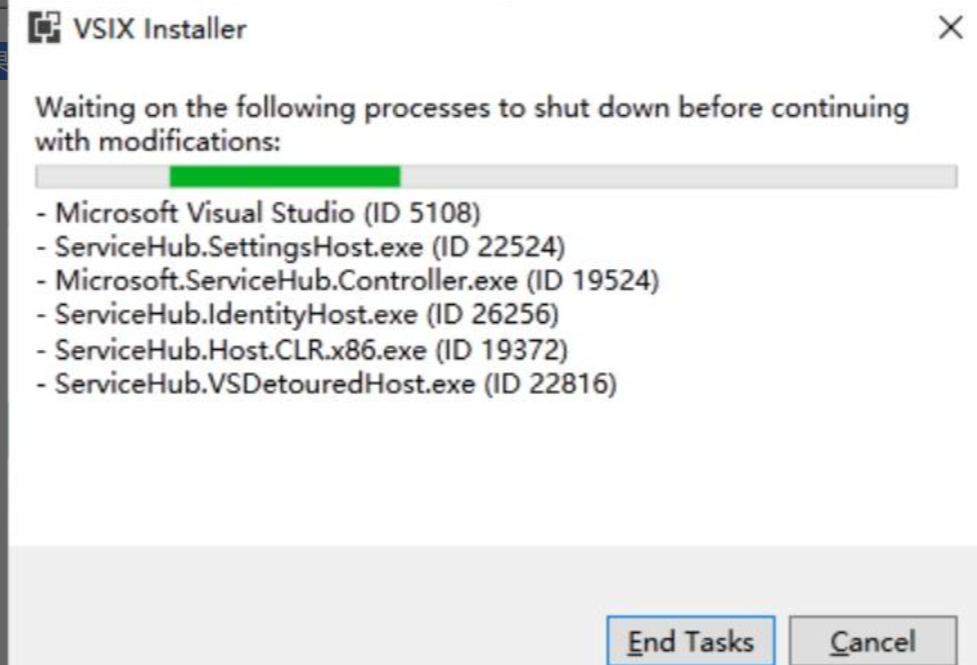 VSIX Installer
Waiting on the following processes to shut down before continuing
with modifications:
- Microsoft Visual Studio (ID 5108)
- ServiceHub.SettingsHost.exe (ID 22524)
- Microsoft.ServiceHub.Controller.exe (ID 19524)
- ServiceHub.IdentityHost.exe (ID 26256)
- ServiceHub.Host.CLR.x86.exe (ID 19372)
- ServiceHub.VSDetouredHost.exe (ID 22816)
End Tasks
Cancel